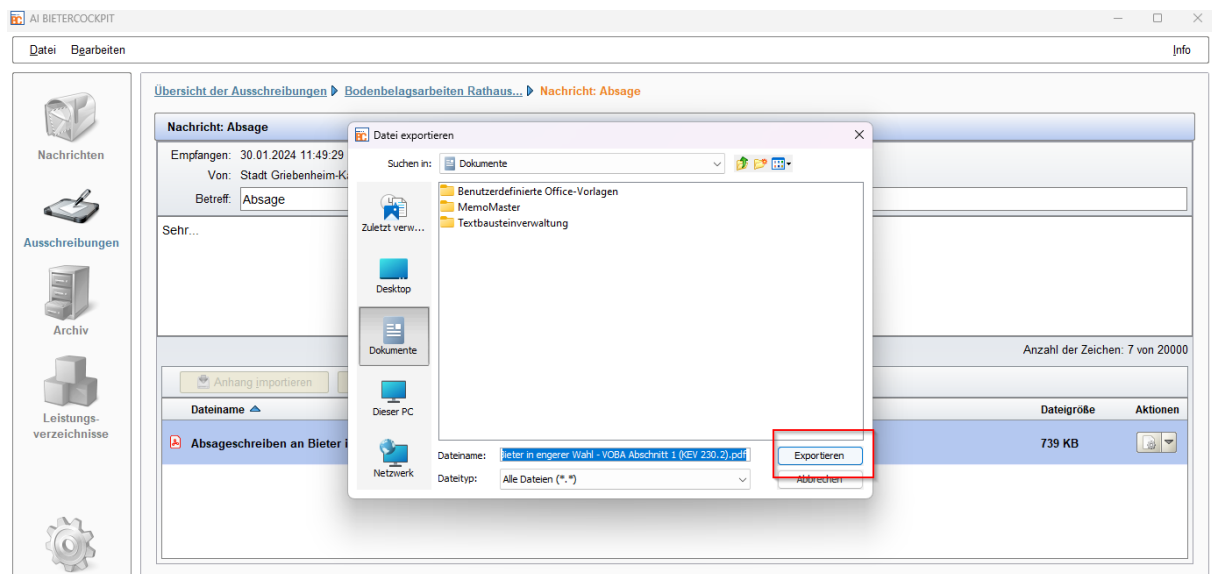 AI BIETERCOCKPIT
Datei Bearbeiten Info
Übersicht der Ausschreibungen Bodenbelagsarbeiten Rathaus... Nachricht: Absage
Nachrichten
Ausschreibungen
Archiv
Leistungs-
verzeichnisse
Nachricht: Absage
Empfangen: 30.01.2024 11:49:29
Von: Stadt Griebenheim-K
Betreff: Absage
Sehr...
Anzahl der Zeichen: 7 von 20000
Anhang importieren
Dateiname Dateigröße Aktionen
Absageschreiben an Bieter i 739 KB
Datei exportieren
Suchen in: Dokumente
Zuletzt verw...
Desktop
Dokumente
Dieser PC
Netzwerk
Benutzerdefinierte Office-Vorlagen
MemoMaster
Textbausteinverwaltung
Dateiname: Bieter in engerer Wahl - VOBA Abschnitt 1 (KEV 230.2).pdf Exportieren
Dateityp: Alle Dateien (*.*) Abbrechen